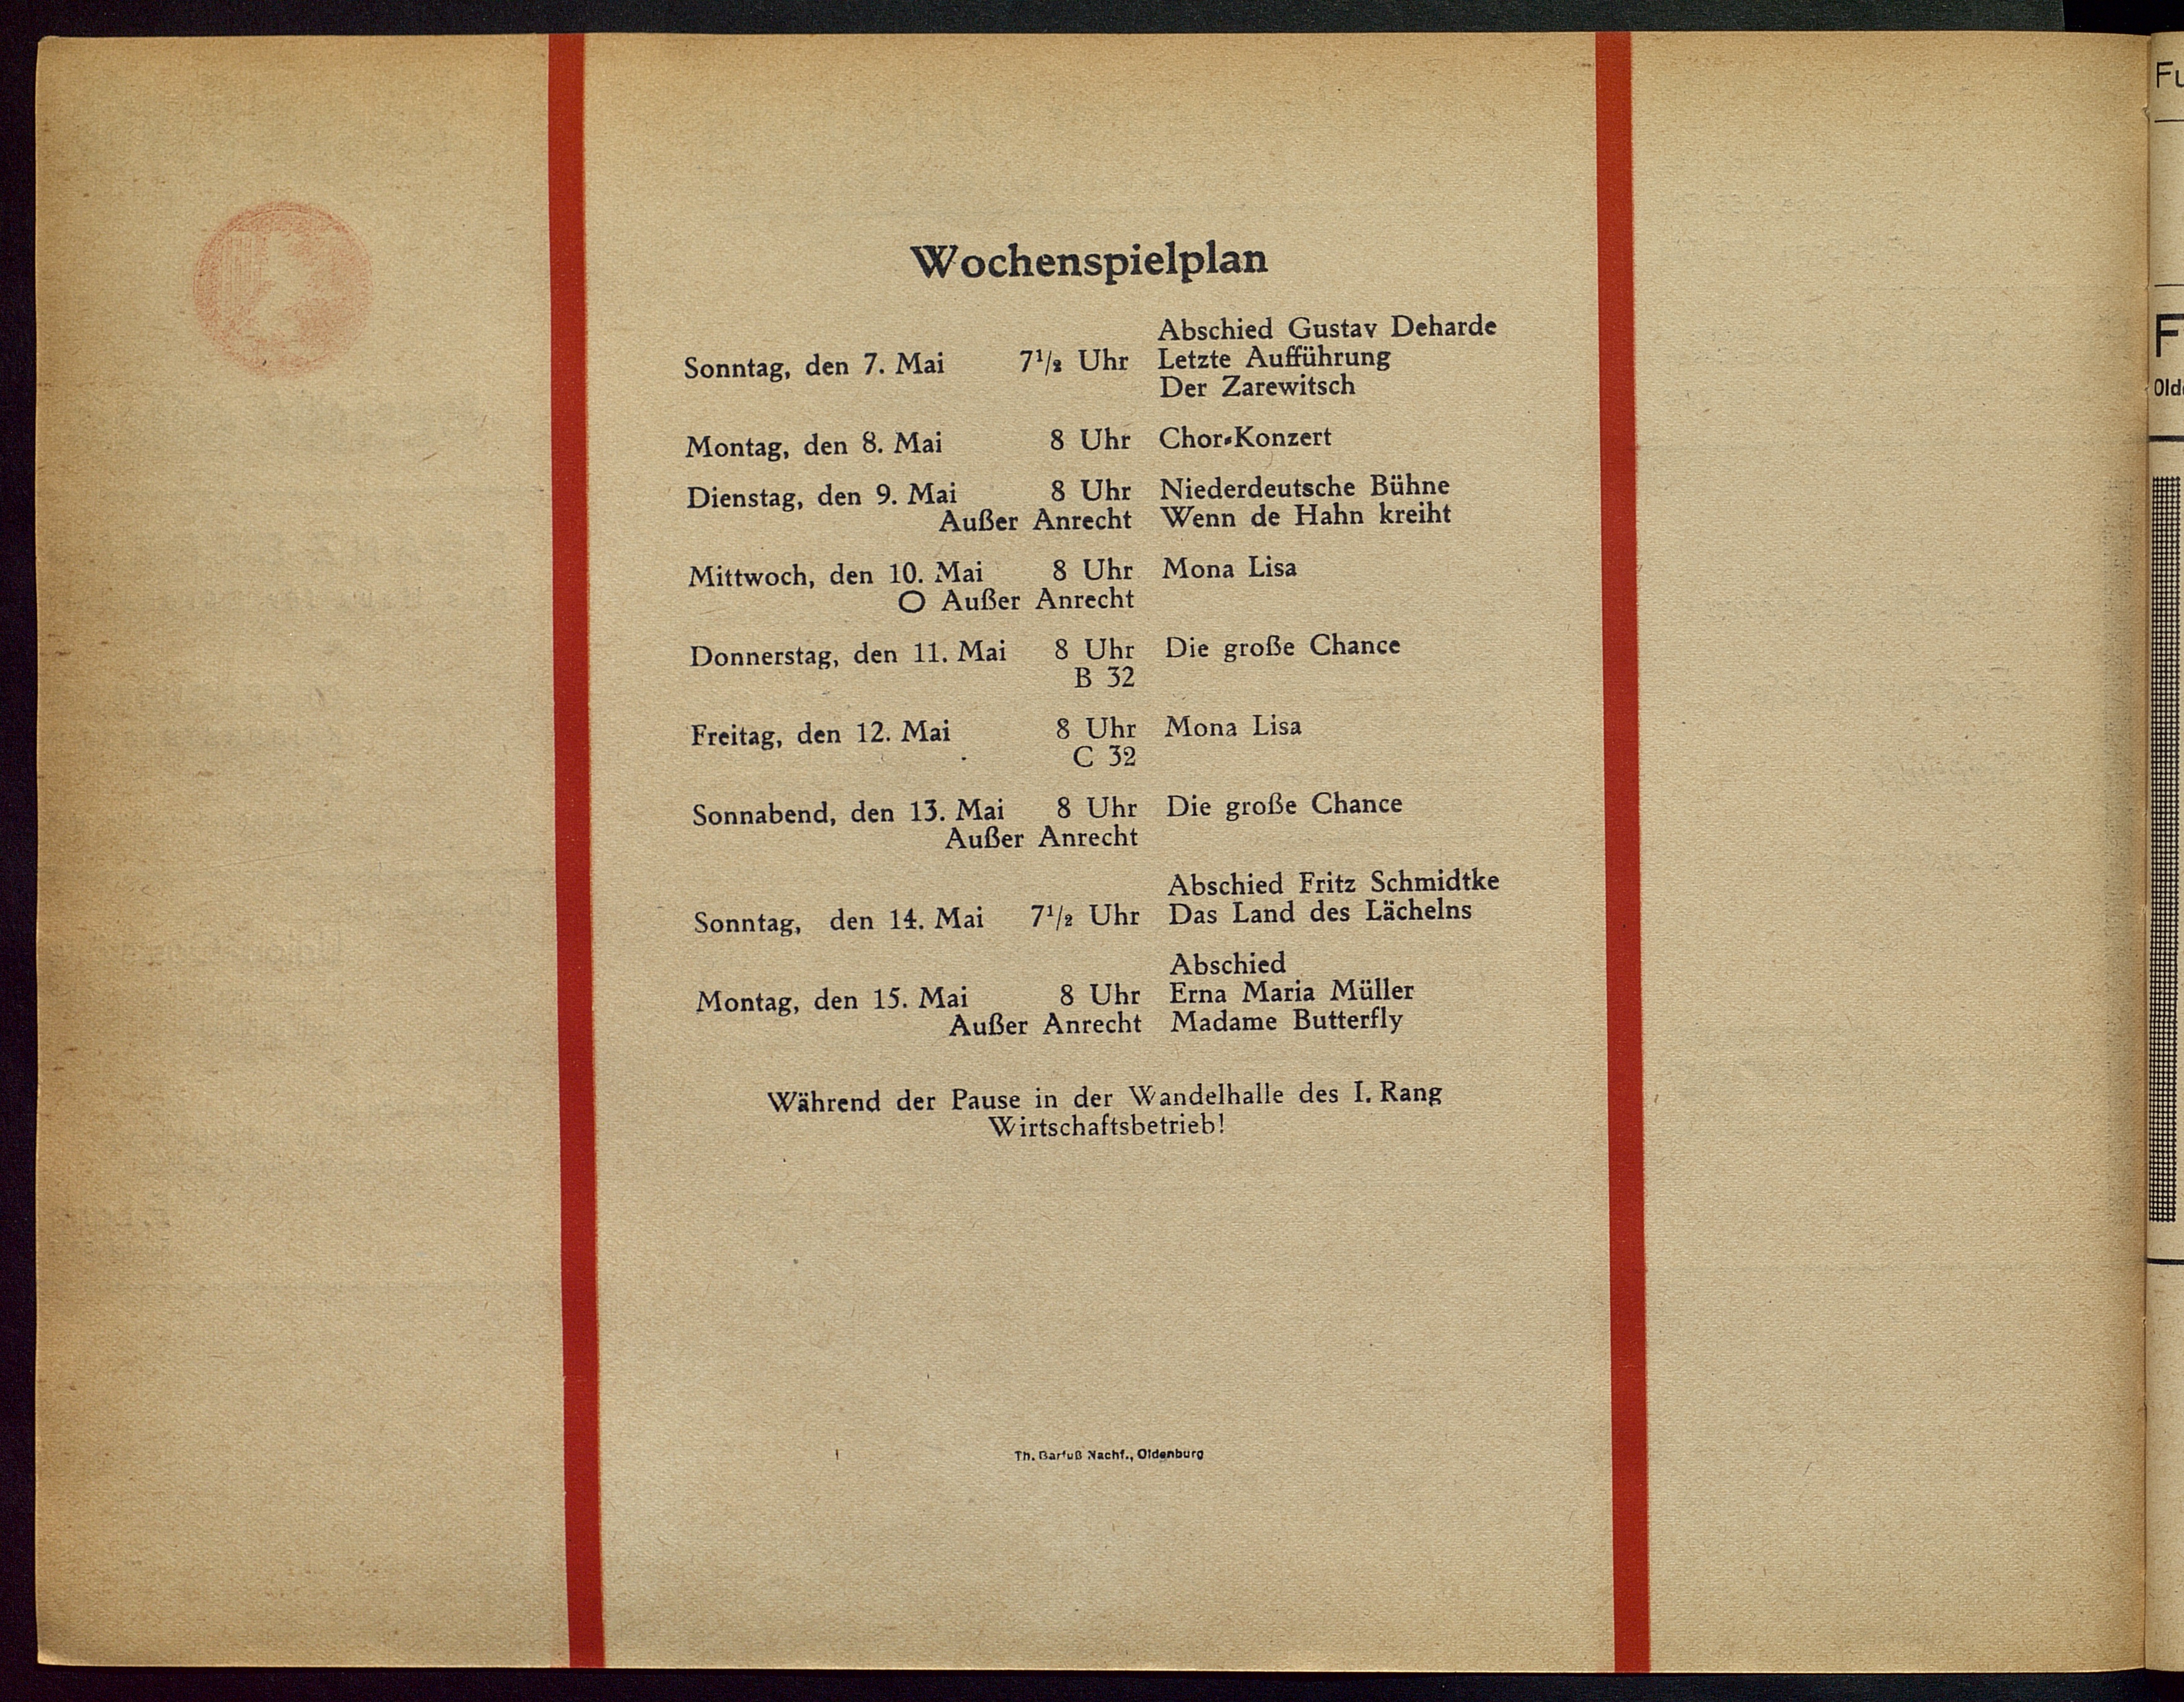 Wochenspielplan
Abschied Gustav Deharde
Sonntag, den 7. Mai 7½ Uhr Letzte Aufführung
Der Zarewitsch
Montag, den 8. Mai 8 Uhr Chor-Konzert
Dienstag, den 9. Mai 8 Uhr Niederdeutsche Bühne
Außer Anrecht Wenn de Hahn kreiht
Mittwoch, den 10. Mai 8 Uhr Mona Lisa
O Außer Anrecht
Donnerstag, den 11. Mai 8 Uhr Die große Chance
B 32
Freitag, den 12. Mai 8 Uhr Mona Lisa
C 32
Sonnabend, den 13. Mai 8 Uhr Die große Chance
Außer Anrecht
Abschied Fritz Schmidtke
Sonntag, den 14. Mai 7½ Uhr Das Land des Lächelns
Abschied
Montag, den 15. Mai 8 Uhr Erna Maria Müller
Außer Anrecht Madame Butterfly
Während der Pause in der Wandelhalle des I. Rang
Wirtschaftsbetrieb!
Th. Barfuß Nachf., Oldenburg
Fu
F
Old